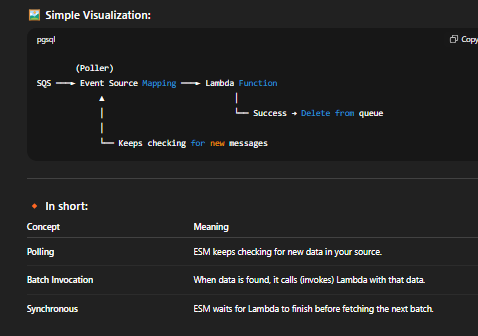 🖼️ Simple Visualization:
pgsql Copy
(Poller)
SQS ───► Event Source Mapping ───► Lambda Function
▲ │
│ └── Success → Delete from queue
│
└── Keeps checking for new messages
🔸 In short:
Concept Meaning
Polling ESM keeps checking for new data in your source.
Batch Invocation When data is found, it calls (invokes) Lambda with that data.
Synchronous ESM waits for Lambda to finish before fetching the next batch.